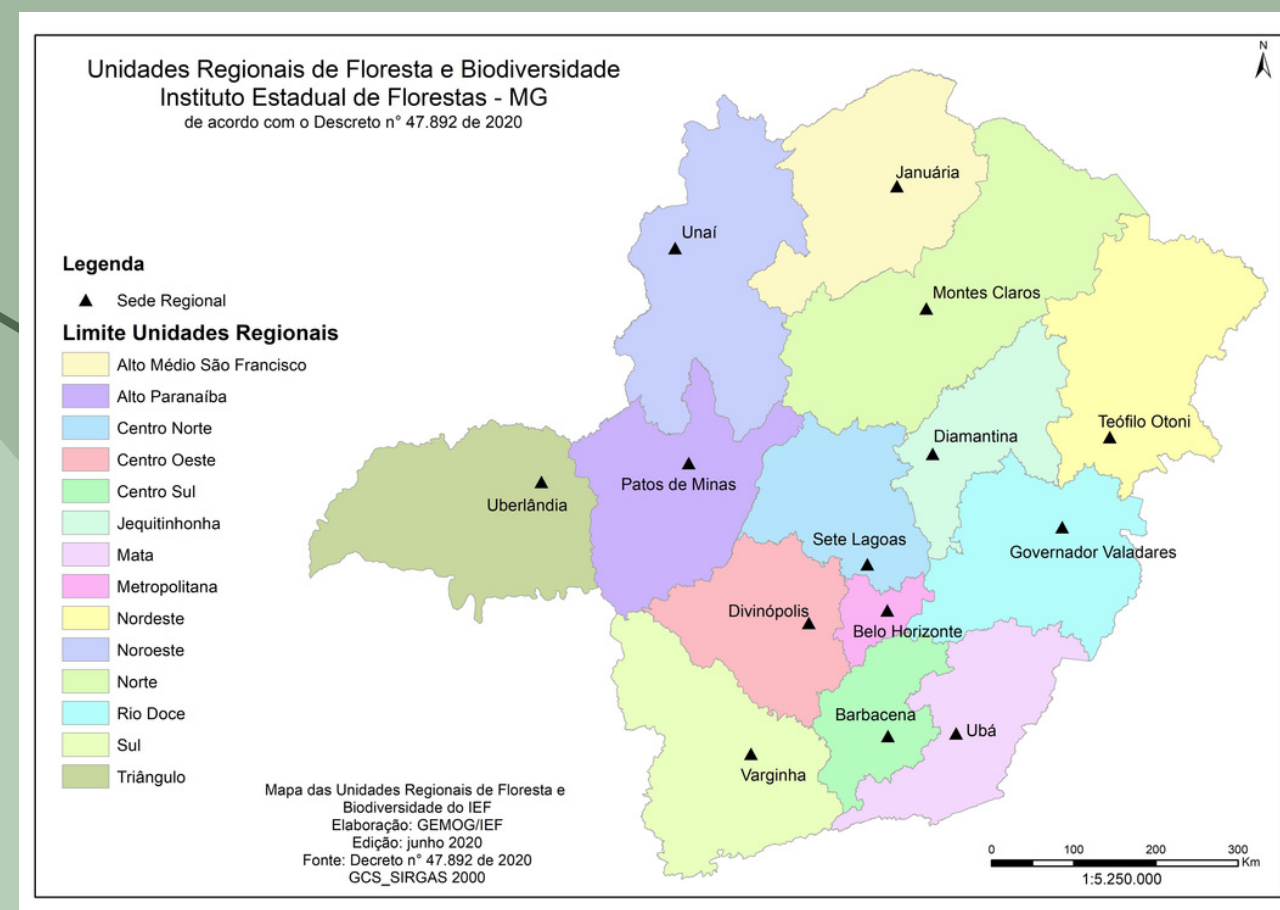 Unidades Regionais de Floresta e Biodiversidade
Instituto Estadual de Florestas - MG
de acordo com o Descreto n° 47.892 de 2020
N
Januária
Unaí
Montes Claros
Legenda
Sede Regional
Limite Unidades Regionais
Alto Médio São Francisco
Alto Paranaíba
Centro Norte
Centro Oeste
Centro Sul
Jequitinhonha
Mata
Metropolitana
Nordeste
Noroeste
Norte
Rio Doce
Sul
Triângulo
Teófilo Otoni
Diamantina
Patos de Minas
Uberlândia
Sete Lagoas
Governador Valadares
Divinópolis
Belo Horizonte
Barbacena
Ubá
Varginha
Mapa das Unidades Regionais de Floresta e
Biodiversidade do IEF
Elaboração: GEMOG/IEF
Edição: junho 2020
Fonte: Decreto n° 47.892 de 2020
GCS_SIRGAS 2000
0 100 200 300
Km
1:5.250.000